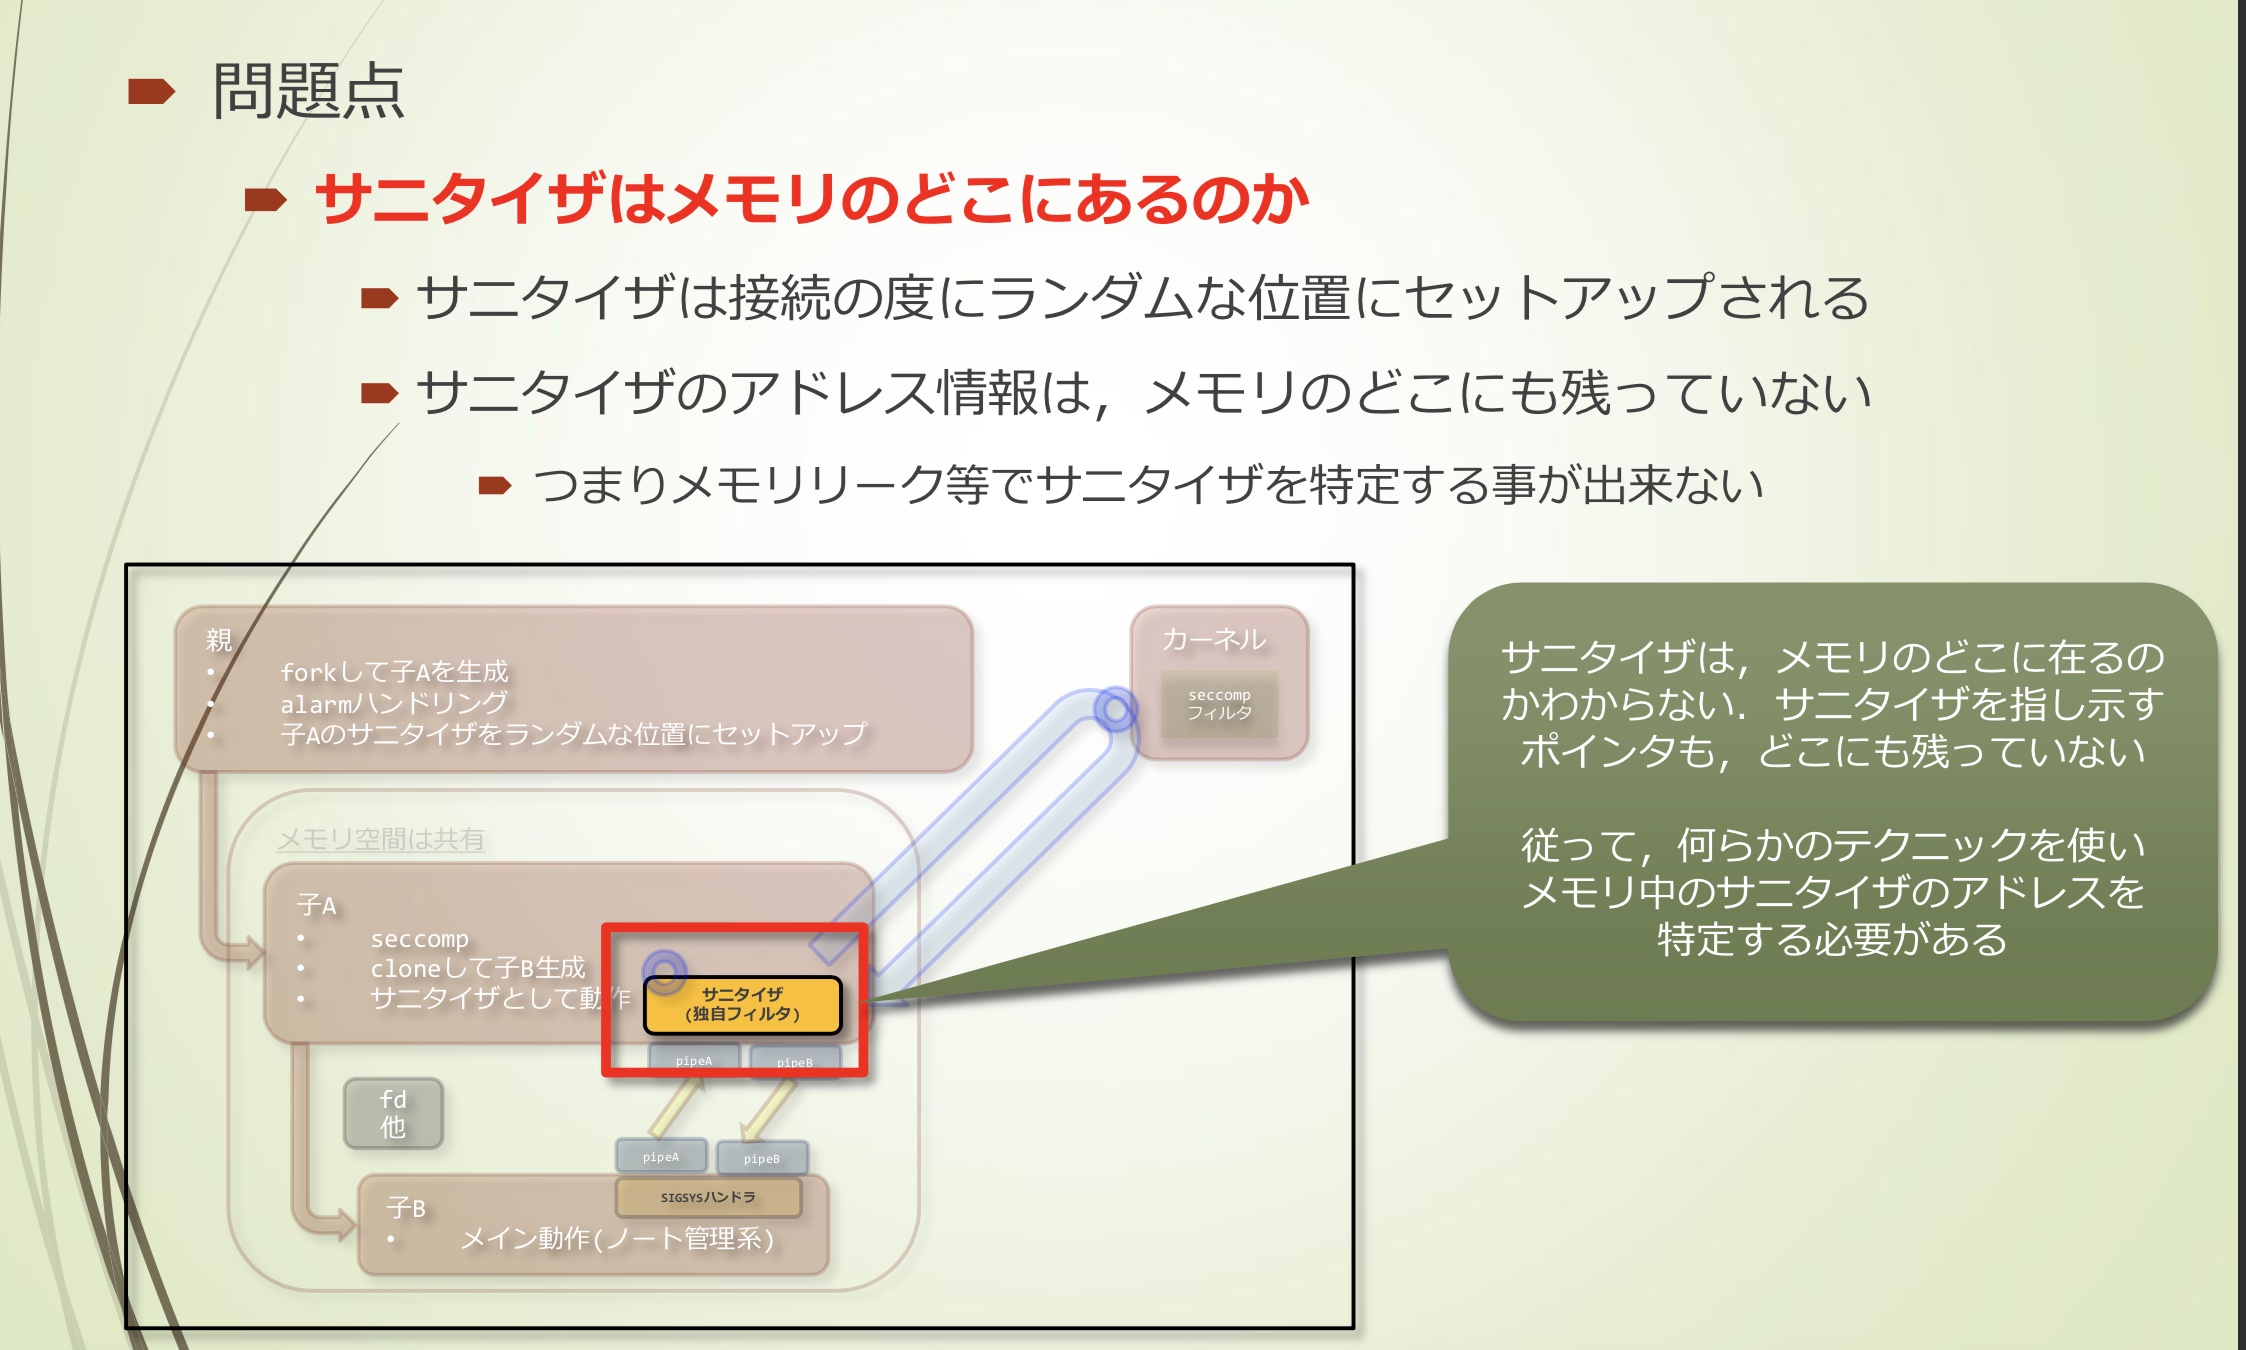 問題点
サニタイザはメモリのどこにあるのか
サニタイザは接続の度にランダムな位置にセットアップされる
サニタイザのアドレス情報は，メモリのどこにも残っていない
つまりメモリリーク等でサニタイザを特定する事が出来ない
親
• forkして子Aを生成
• alarmハンドリング
• 子Aのサニタイザをランダムな位置にセットアップ
カーネル
seccomp
フィルタ
メモリ空間は共有
子A
• seccomp
• cloneして子B生成
• サニタイザとして動作
サニタイザ
(独自フィルタ)
pipeA
pipeB
fd
他
pipeA
pipeB
SIGSYSハンドラ
子B
• メイン動作(ノート管理系)
サニタイザは，メモリのどこに在るの
かわからない．サニタイザを指し示す
ポインタも，どこにも残っていない
従って，何らかのテクニックを使い
メモリ中のサニタイザのアドレスを
特定する必要がある